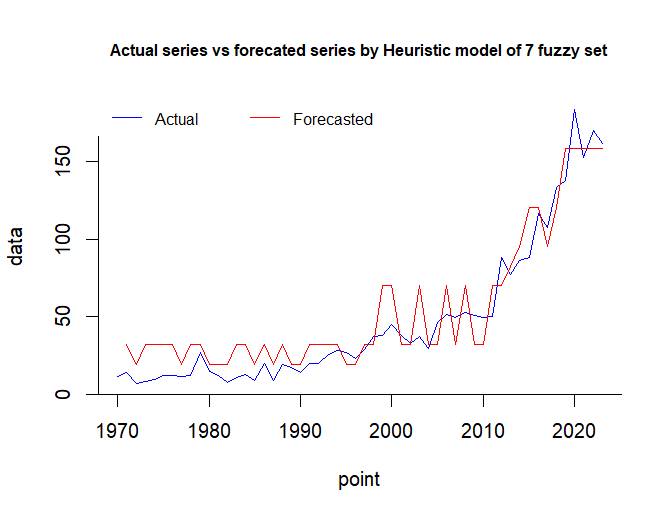 Actual series vs forecated series by Heuristic model of 7 fuzzy set
Actual Forecasted
150
100
50
0
data
1970 1980 1990 2000 2010 2020
point